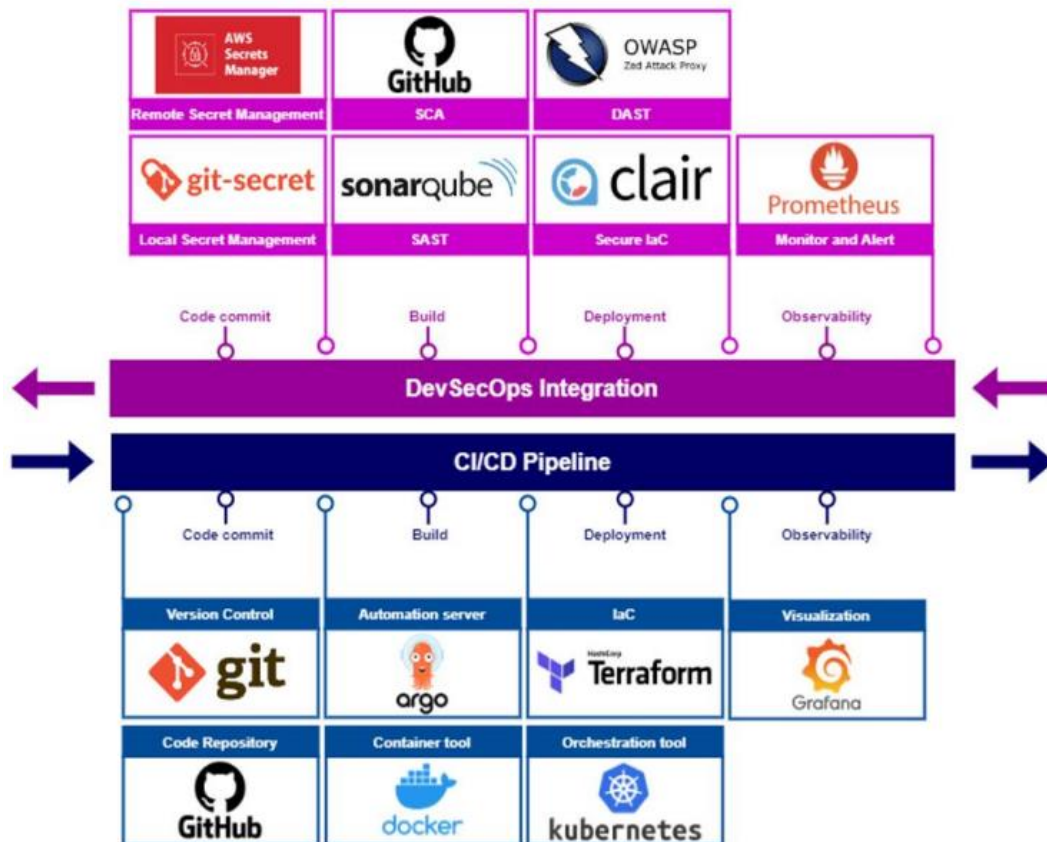 AWS
Secrets
Manager
GitHub
OWASP
Zed Attack Proxy
Remote Secret Management
SCA
DAST
git-secret
sonarqube
clair
Prometheus
Local Secret Management
SAST
Secure IaC
Monitor and Alert
Code commit
Build
Deployment
Observability
DevSecOps Integration
CI/CD Pipeline
Code commit
Build
Deployment
Observability
Version Control
Automation server
IaC
Visualization
git
argo
HashiCorp
Terraform
Grafana
Code Repository
Container tool
Orchestration tool
GitHub
docker
kubernetes